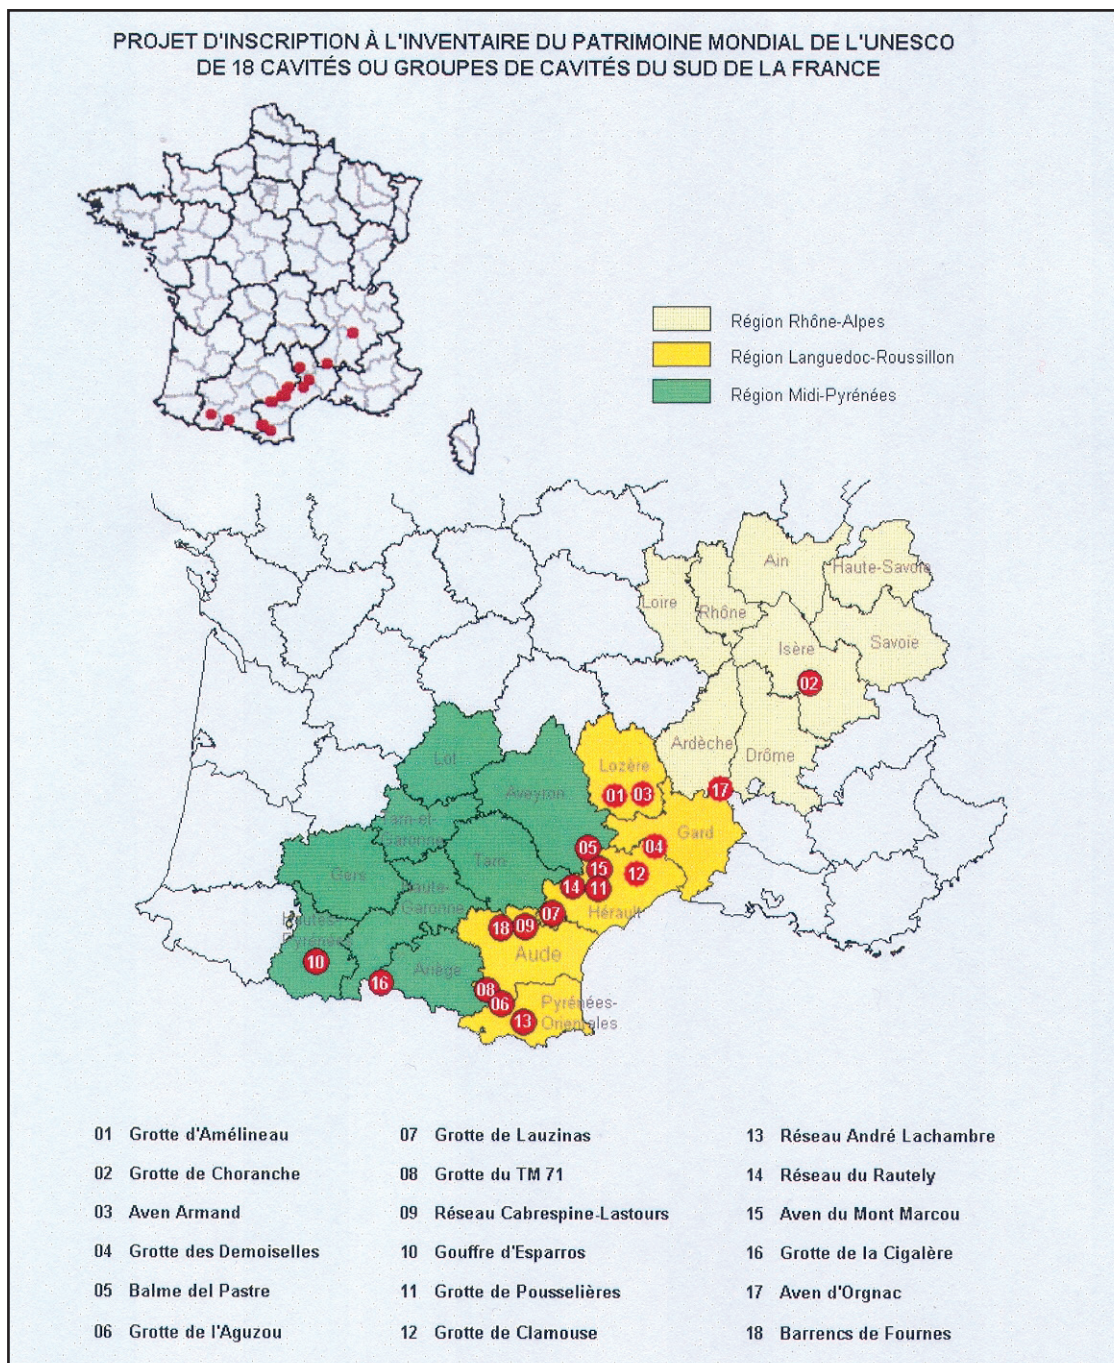 PROJET D'INSCRIPTION À L'INVENTAIRE DU PATRIMOINE MONDIAL DE L'UNESCO
DE 18 CAVITÉS OU GROUPES DE CAVITÉS DU SUD DE LA FRANCE
Région Rhône-Alpes
Région Languedoc-Roussillon
Région Midi-Pyrénées
Ain
Haute-Savoie
Loire
Rhône
Isère
Savoie
02
Ardèche
Drôme
Lot
Lozère
Aveyron
01
03
17
Tarn-et-
Garonne
Gard
05
04
Tarn
15
12
Gers
Haute-
Garonne
14
11
Hérault
07
Hautes-
Pyrénées
18
09
Aude
10
Ariège
16
08
06
Pyrénées-
Orientales
13
01 Grotte d'Amélineau
02 Grotte de Choranche
03 Aven Armand
04 Grotte des Demoiselles
05 Balme del Pastre
06 Grotte de l'Aguzou
07 Grotte de Lauzinas
08 Grotte du TM 71
09 Réseau Cabrespine-Lastours
10 Gouffre d'Esparros
11 Grotte de Pousselières
12 Grotte de Clamouse
13 Réseau André Lachambre
14 Réseau du Rautely
15 Aven du Mont Marcou
16 Grotte de la Cigalère
17 Aven d'Orgnac
18 Barrencs de Fournes